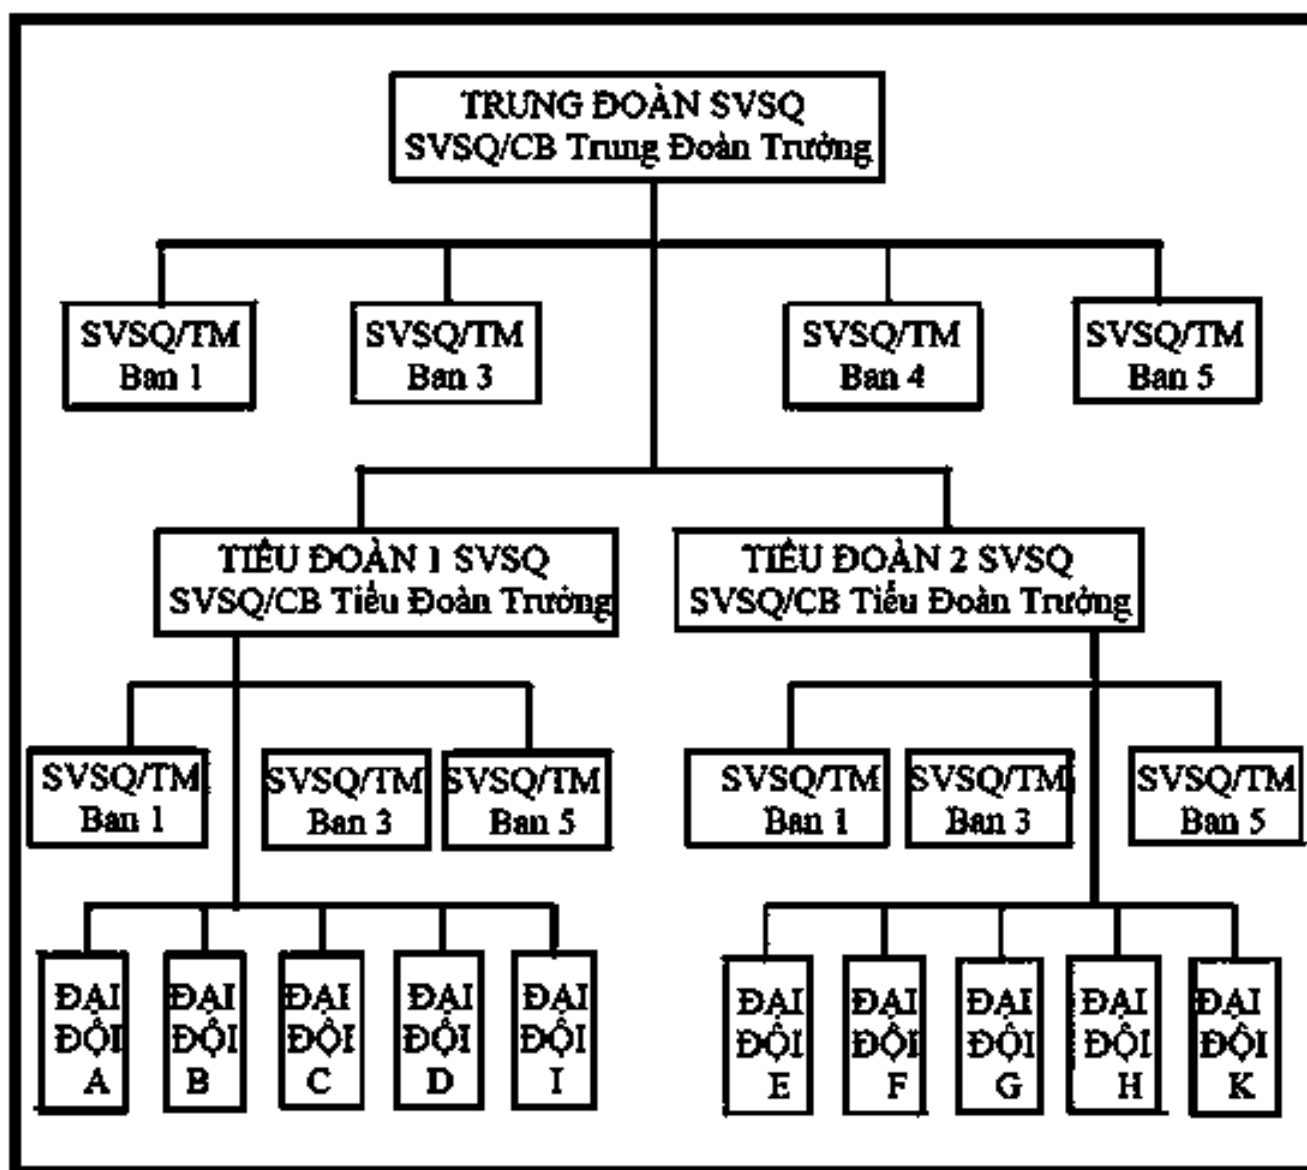 TRUNG ĐOÀN SVSQ
SVSQ/CB Trung Đoàn Trưởng
SVSQ/TM
Ban 1
SVSQ/TM
Ban 3
SVSQ/TM
Ban 4
SVSQ/TM
Ban 5
TIỂU ĐOÀN 1 SVSQ
SVSQ/CB Tiểu Đoàn Trưởng
TIỂU ĐOÀN 2 SVSQ
SVSQ/CB Tiểu Đoàn Trưởng
SVSQ/TM
Ban 1
SVSQ/TM
Ban 3
SVSQ/TM
Ban 5
SVSQ/TM
Ban 1
SVSQ/TM
Ban 3
SVSQ/TM
Ban 5
ĐẠI
ĐỘI
A
ĐẠI
ĐỘI
B
ĐẠI
ĐỘI
C
ĐẠI
ĐỘI
D
ĐẠI
ĐỘI
I
ĐẠI
ĐỘI
E
ĐẠI
ĐỘI
F
ĐẠI
ĐỘI
G
ĐẠI
ĐỘI
H
ĐẠI
ĐỘI
K